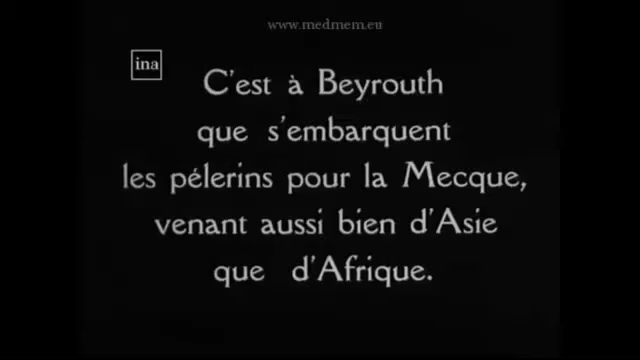 www.medmem.eu
ina
C'est à Beyrouth
que s'embarquent
les pélerins pour la Mecque,
venant aussi bien d'Asie
que d'Afrique.